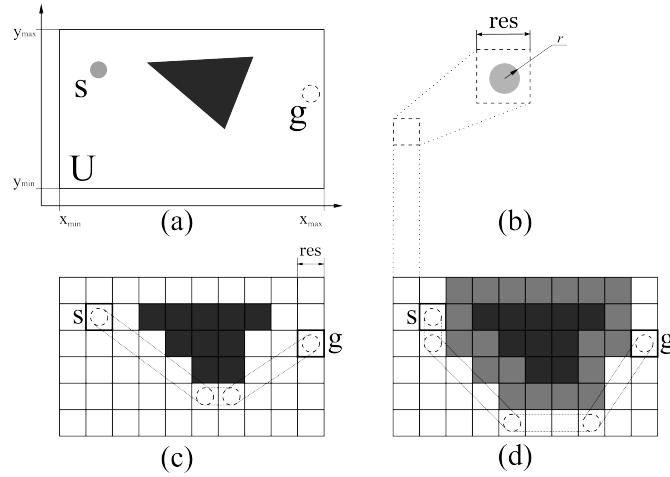 y_max
s
g
U
y_min
x_min
x_max
(a)
res
r
(b)
res
s
g
(c)
s
g
(d)